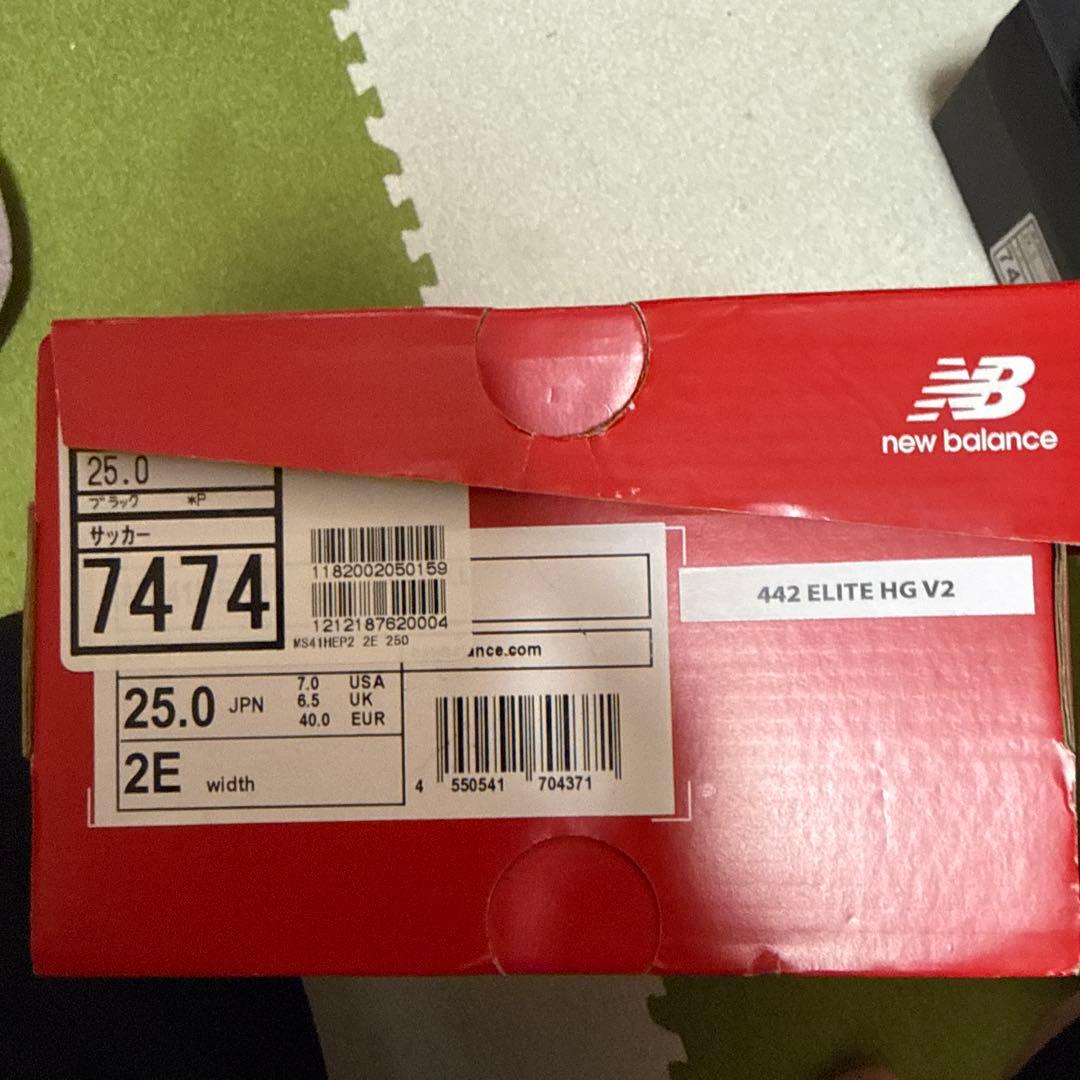 NB
new balance
25.0
ブラック *P
サッカー
7474
1182002050159
1212187620004
MS41HEP2 2E 250
442 ELITE HG V2
ance.com
25.0 JPN
7.0 USA
6.5 UK
40.0 EUR
2E width
4 550541 704371
74